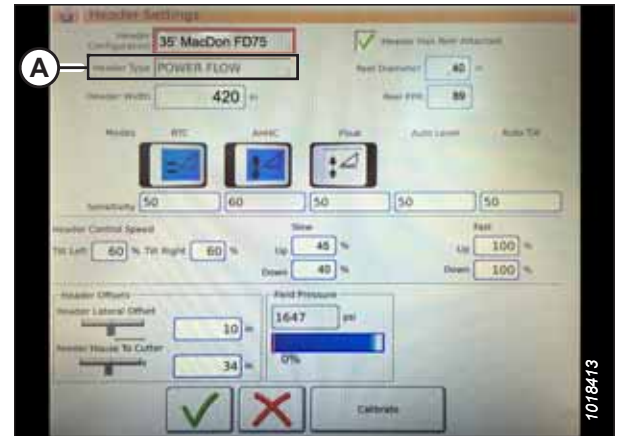 Header Settings
Header Configuration 35' MacDon FD75
Header Has Reel Attached
A
Header Type POWER FLOW
Reel Diameter 40 in
Header Width 420 in
Reel PPR 89
Modes RTC AHHC Float Auto Level Auto Tilt
Sensitivity 50 60 50 50 50
Header Control Speed Slow Fast
Tilt Left 60 % Tilt Right 60 % Up 45 % Up 100 %
Down 40 % Down 100 %
Header Offsets Field Pressure
Header Lateral Offset
10 in 1647 psi
Feeder House To Cutter
34 in 0%
Calibrate
1018413